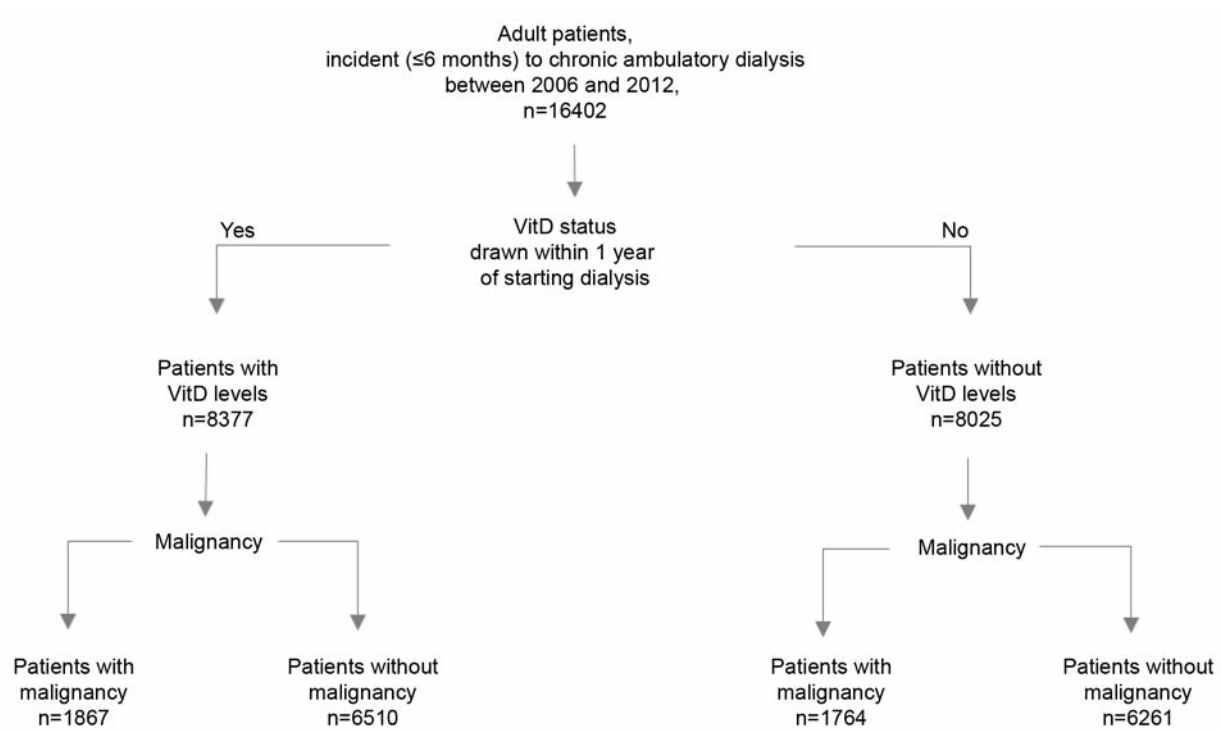 Adult patients,
incident (≤6 months) to chronic ambulatory dialysis
between 2006 and 2012,
n=16402
Yes
VitD status
drawn within 1 year
of starting dialysis
No
Patients with
VitD levels
n=8377
Patients without
VitD levels
n=8025
Malignancy
Malignancy
Patients with
malignancy
n=1867
Patients without
malignancy
n=6510
Patients with
malignancy
n=1764
Patients without
malignancy
n=6261